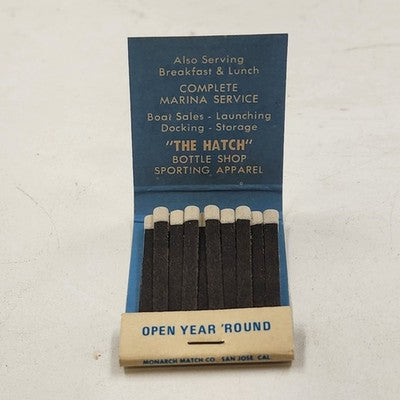 Also Serving
Breakfast & Lunch
COMPLETE
MARINA SERVICE
Boat Sales - Launching
Docking - Storage
"THE HATCH"
BOTTLE SHOP
SPORTING APPAREL
OPEN YEAR 'ROUND
MONARCH MATCH CO. SAN JOSE, CAL.